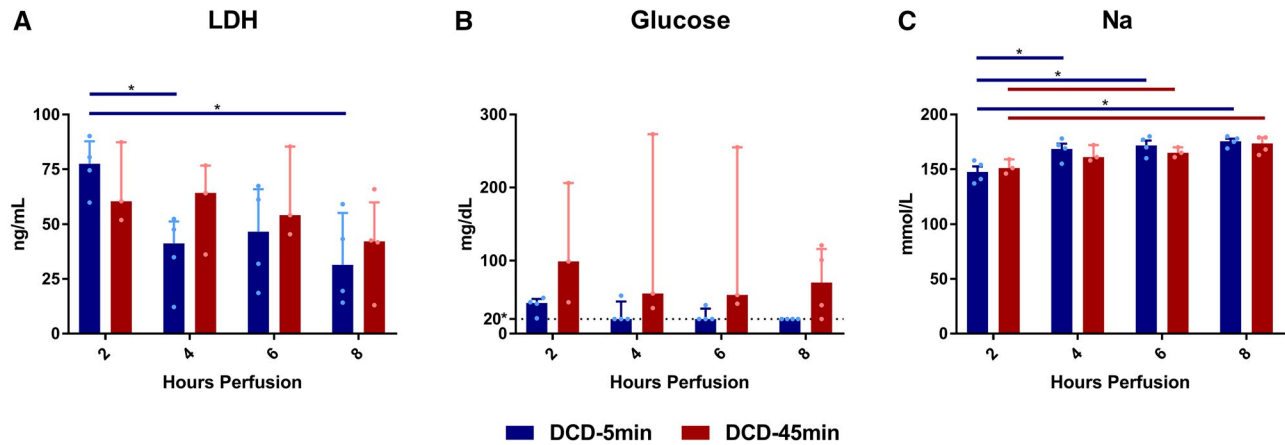 A LDH
*
*
ng/mL
100
75
50
25
0
2 4 6 8
Hours Perfusion
B Glucose
mg/dL
300
200
100
20*
0
2 4 6 8
Hours Perfusion
C Na
*
*
*
mmol/L
200
150
100
50
0
2 4 6 8
Hours Perfusion
DCD-5min DCD-45min